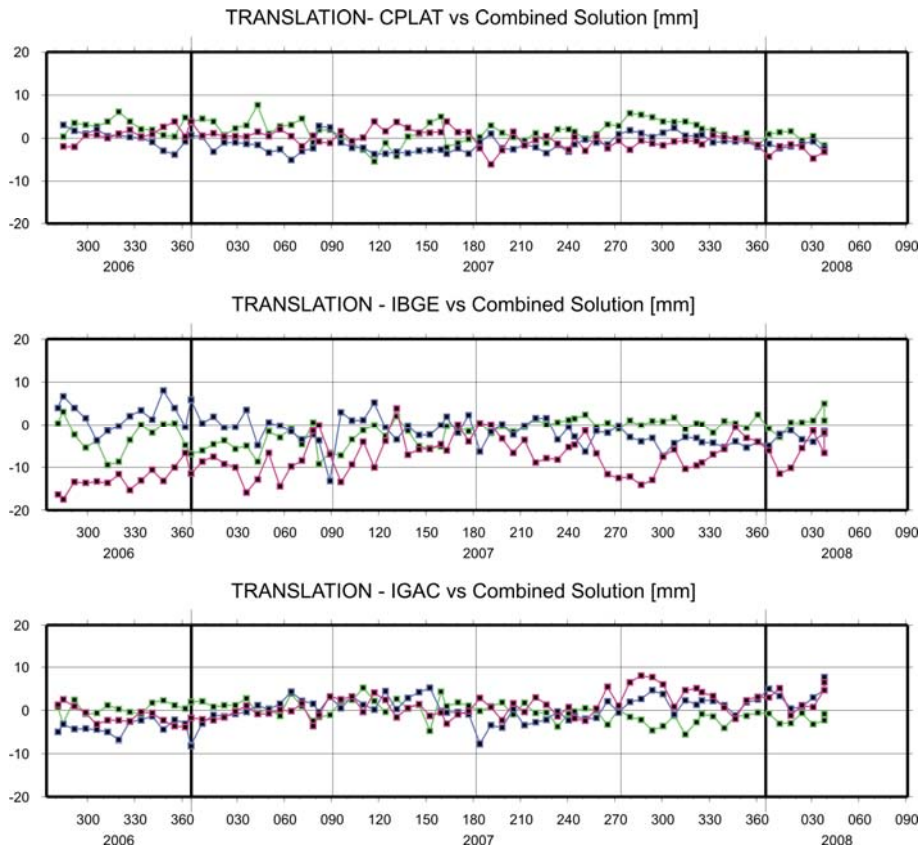 TRANSLATION- CPLAT vs Combined Solution [mm]
20
10
0
-10
-20
300 330 360 030 060 090 120 150 180 210 240 270 300 330 360 030 060 090
2006 2007 2008
TRANSLATION - IBGE vs Combined Solution [mm]
20
10
0
-10
-20
300 330 360 030 060 090 120 150 180 210 240 270 300 330 360 030 060 090
2006 2007 2008
TRANSLATION - IGAC vs Combined Solution [mm]
20
10
0
-10
-20
300 330 360 030 060 090 120 150 180 210 240 270 300 330 360 030 060 090
2006 2007 2008